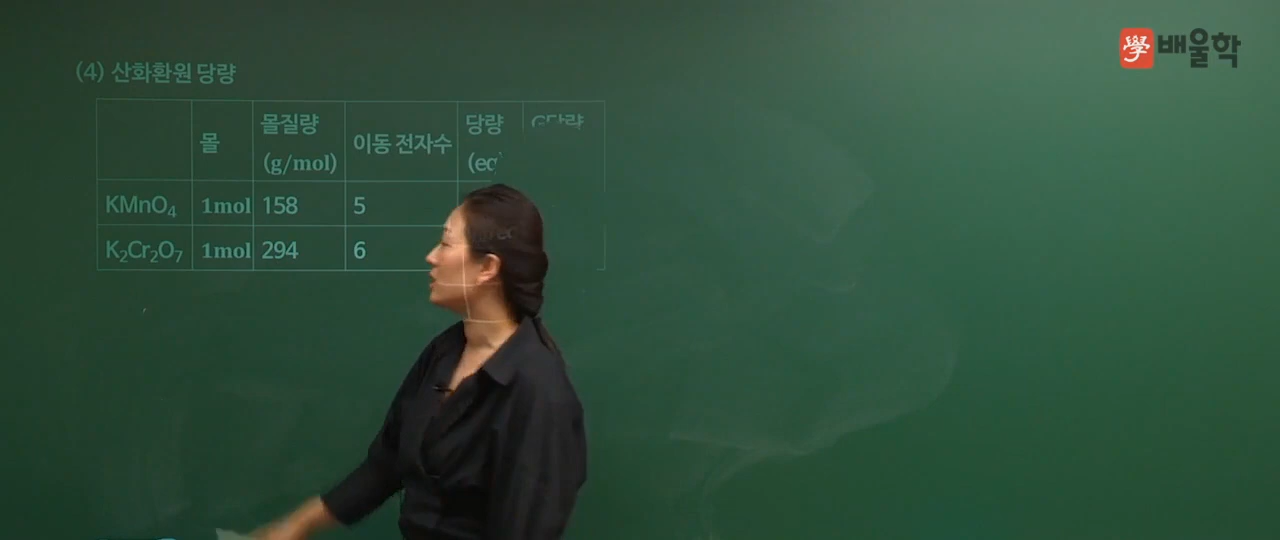 學 배울학
(4) 산화환원 당량
몰 몰질량 (g/mol) 이동 전자수 당량
KMnO₄ 1mol 158 5
K₂Cr₂O₇ 1mol 294 6